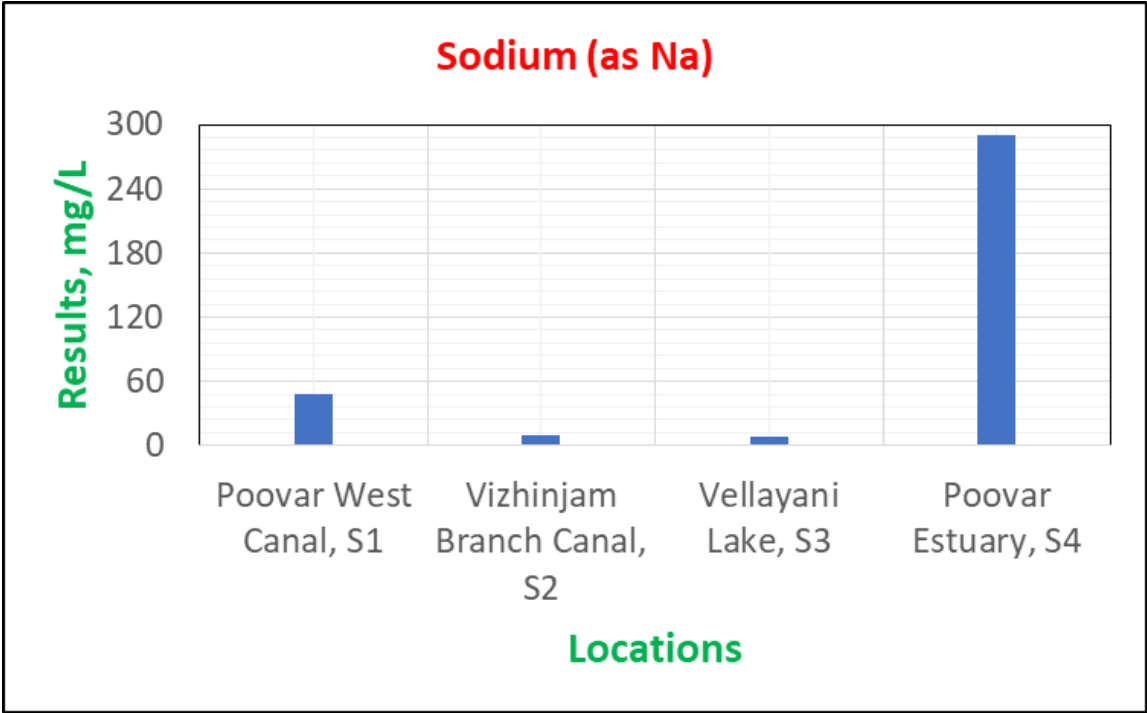 Sodium (as Na)
Results, mg/L
300
240
180
120
60
0
Poovar West
Canal, S1
Vizhinjam
Branch Canal,
S2
Vellayani
Lake, S3
Poovar
Estuary, S4
Locations